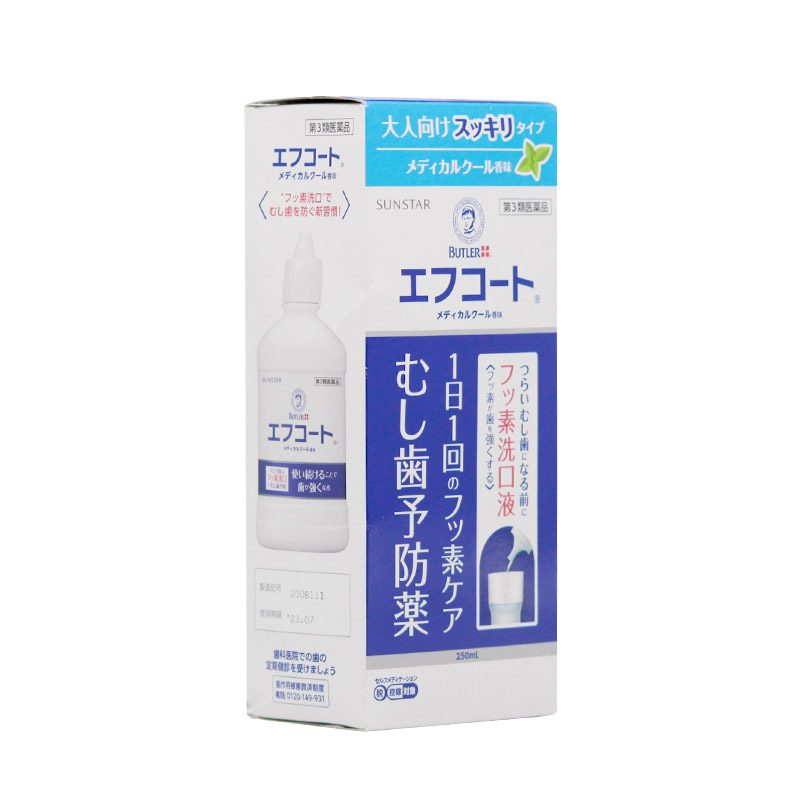 第3類医薬品
エフコート®
メディカルクール香味
"フッ素洗口"で
むし歯を防ぐ新習慣!
SUNSTAR
第3類医薬品
BUTLER
エフコート®
メディカルクール香味
使い続けることで
歯が強くなる
製造記号 2008111
使用期限 '23.07
歯科医院での歯の
定期健診を受けましょう
副作用被害救済制度
電話 0120-149-931
大人向けスッキリタイプ
メディカルクール香味
SUNSTAR
第3類医薬品
BUTLER
エフコート®
メディカルクール香味
つらいむし歯になる前に
フッ素洗口液
〈フッ素が歯を強くする〉
1日1回のフッ素ケア
むし歯予防薬
250mL
セルフメディケーション
税 控除 対象